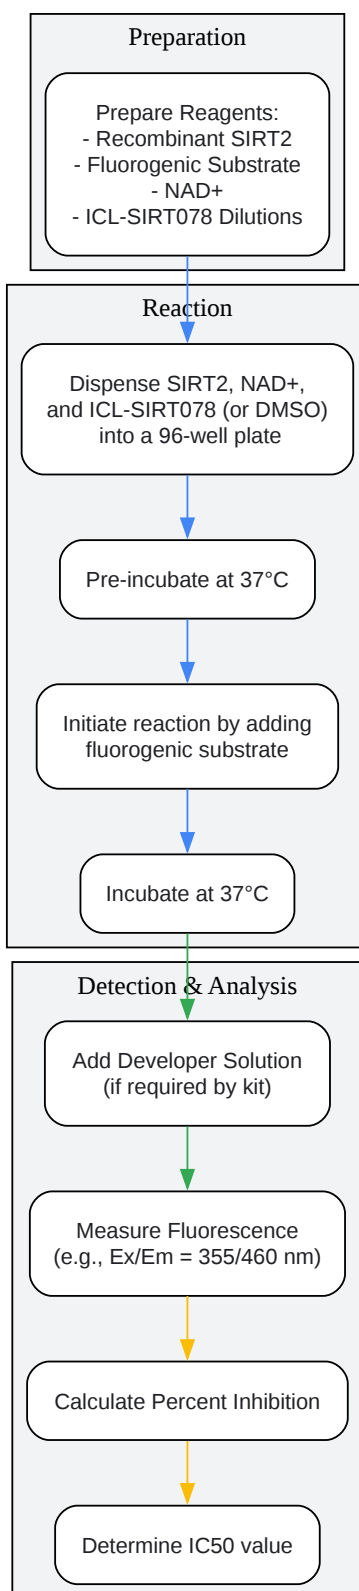 Preparation
Prepare Reagents:
- Recombinant SIRT2
- Fluorogenic Substrate
- NAD+
- ICL-SIRT078 Dilutions
Reaction
Dispense SIRT2, NAD+,
and ICL-SIRT078 (or DMSO)
into a 96-well plate
Pre-incubate at 37°C
Initiate reaction by adding
fluorogenic substrate
Incubate at 37°C
Detection & Analysis
Add Developer Solution
(if required by kit)
Measure Fluorescence
(e.g., Ex/Em = 355/460 nm)
Calculate Percent Inhibition
Determine IC50 value